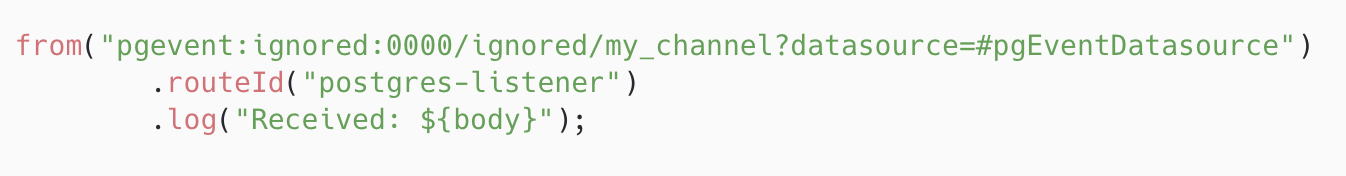 from("pgevent:ignored:0000/ignored/my_channel?datasource=#pgEventDatasource")
        .routeId("postgres-listener")
        .log("Received: ${body}");